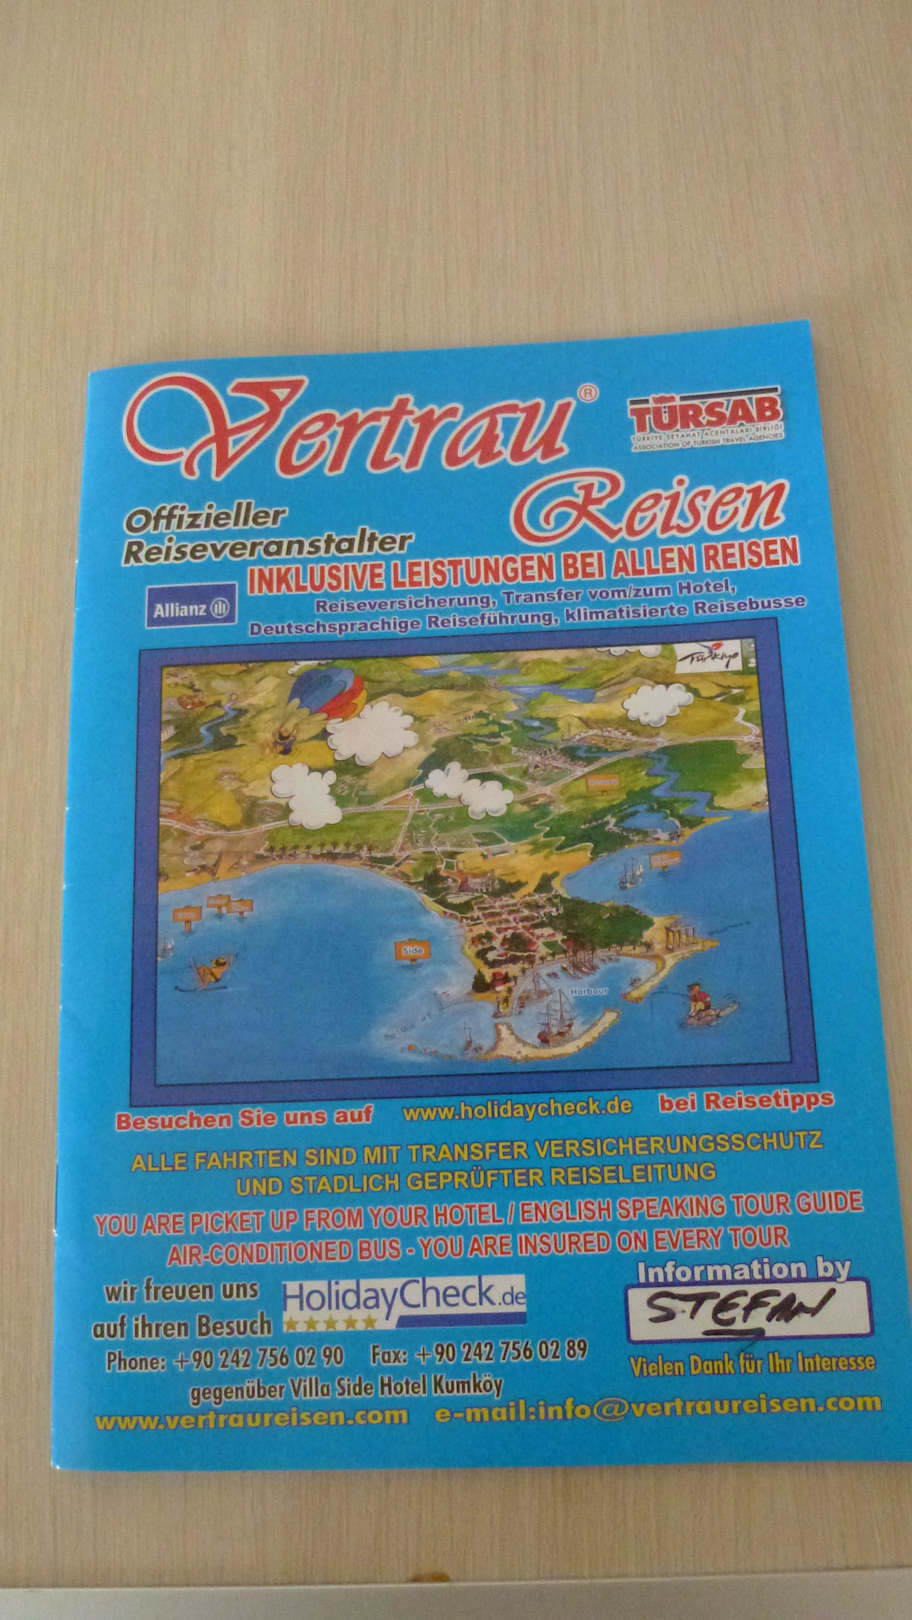 Vertrau®
TÜRSAB
TÜRKİYE SEYAHAT ACENTALARI BİRLİĞİ
ASSOCIATION OF TURKISH TRAVEL AGENCIES
Reisen
Offizieller
Reiseveranstalter
INKLUSIVE LEISTUNGEN BEI ALLEN REISEN
Allianz
Reiseversicherung, Transfer vom/zum Hotel,
Deutschsprachige Reiseführung, klimatisierte Reisebusse
Türkiye
Side
Harbour
Besuchen Sie uns auf www.holidaycheck.de bei Reisetipps
ALLE FAHRTEN SIND MIT TRANSFER VERSICHERUNGSSCHUTZ
UND STADLICH GEPRÜFTER REISELEITUNG
YOU ARE PICKET UP FROM YOUR HOTEL / ENGLISH SPEAKING TOUR GUIDE
AIR-CONDITIONED BUS - YOU ARE INSURED ON EVERY TOUR
wir freuen uns
auf ihren Besuch
HolidayCheck.de
Information by
STEFAN
Phone: +90 242 756 02 90 Fax: +90 242 756 02 89
Vielen Dank für Ihr Interesse
gegenüber Villa Side Hotel Kumköy
www.vertraureisen.com e-mail:info@vertraureisen.com